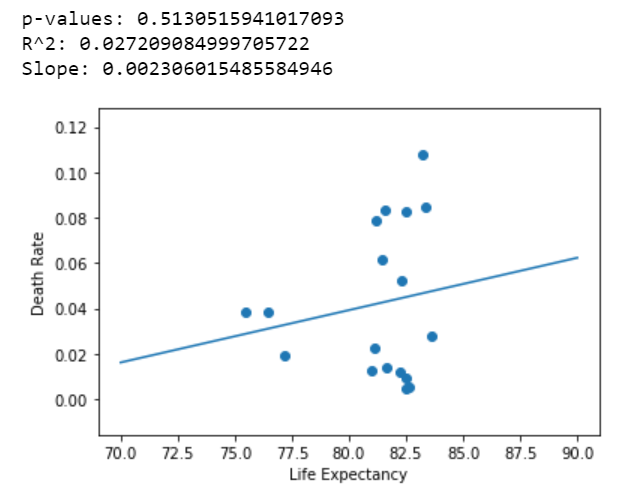 p-values: 0.5130515941017093
R^2: 0.027209084999705722
Slope: 0.002306015485584946
0.12
0.10
0.08
0.06
0.04
0.02
0.00
Death Rate
70.0 72.5 75.0 77.5 80.0 82.5 85.0 87.5 90.0
Life Expectancy